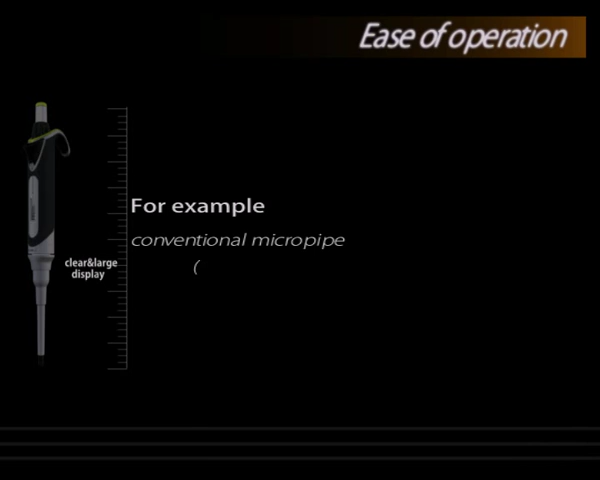 Ease of operation
For example
conventional micropipe
(
clear&large
display